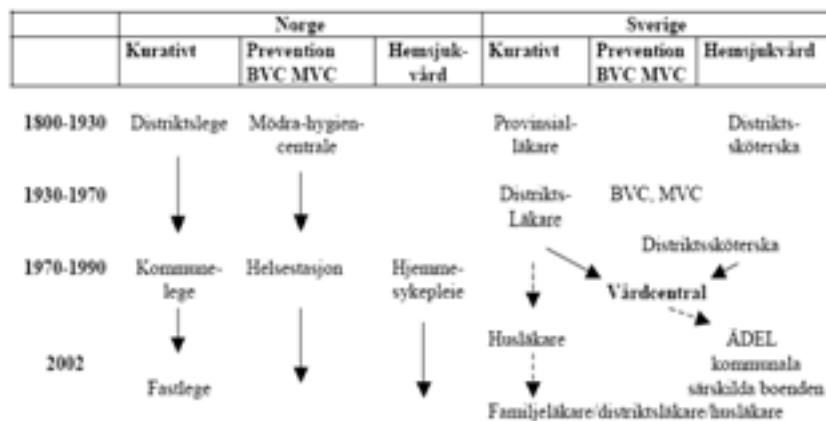 Norge Sverige
Kurativt Prevention BVC MVC Hemsjuk-vård Kurativt Prevention BVC MVC Hemsjukvård
1800-1930 Distriktslege Mödra-hygien-centrale Provinsial-läkare Distrikts-sköterska
1930-1970 Distrikts-Läkare BVC, MVC
Distriktssköterska
1970-1990 Kommune-lege Helsestasjon Hjemme-sykepleie Vårdcentral
Husläkare ÄDEL
2002 kommunala
Fastlege särskilda boenden
Familjeläkare/distriktsläkare/husläkare